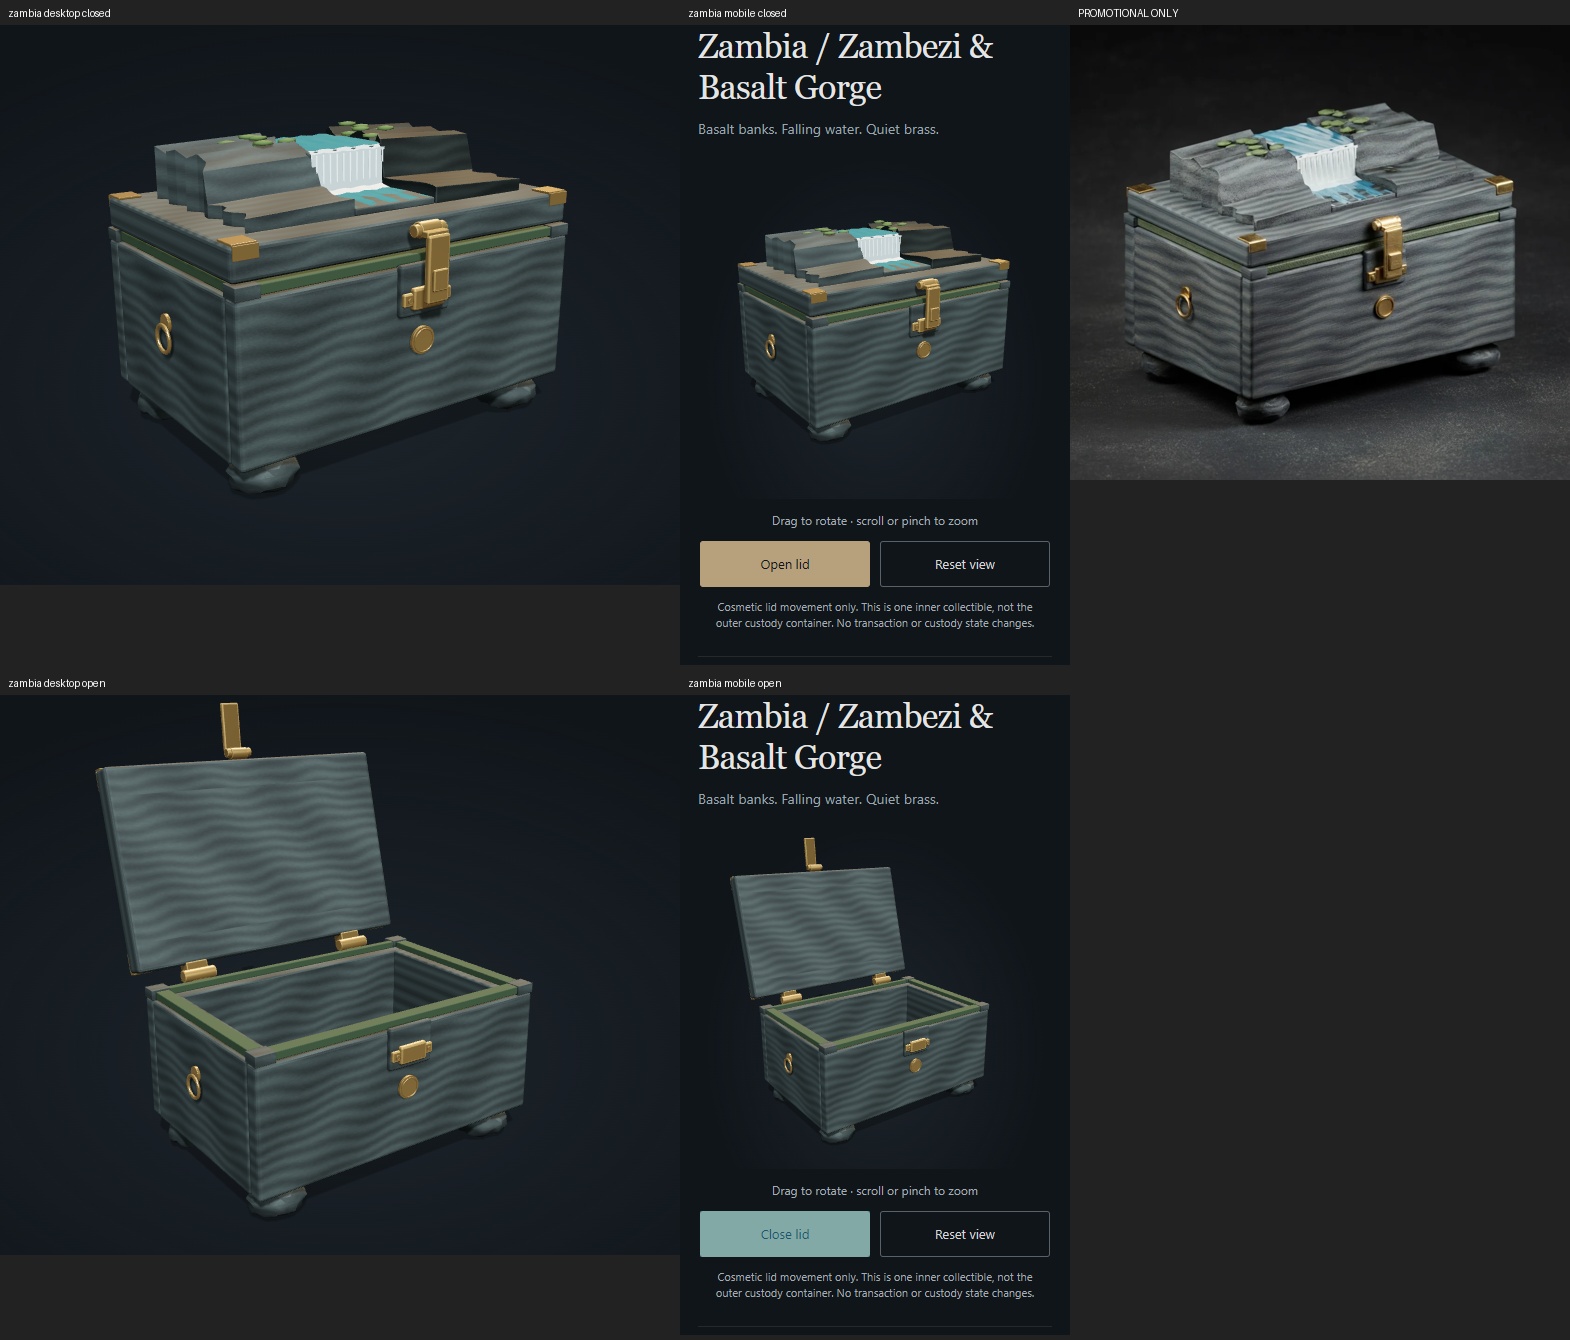 zambia desktop closed
zambia mobile closed
PROMOTIONAL ONLY
Zambia / Zambezi &
Basalt Gorge
Basalt banks. Falling water. Quiet brass.
Drag to rotate · scroll or pinch to zoom
Open lid
Reset view
Cosmetic lid movement only. This is one inner collectible, not the
outer custody container. No transaction or custody state changes.
zambia desktop open
zambia mobile open
Zambia / Zambezi &
Basalt Gorge
Basalt banks. Falling water. Quiet brass.
Drag to rotate · scroll or pinch to zoom
Close lid
Reset view
Cosmetic lid movement only. This is one inner collectible, not the
outer custody container. No transaction or custody state changes.